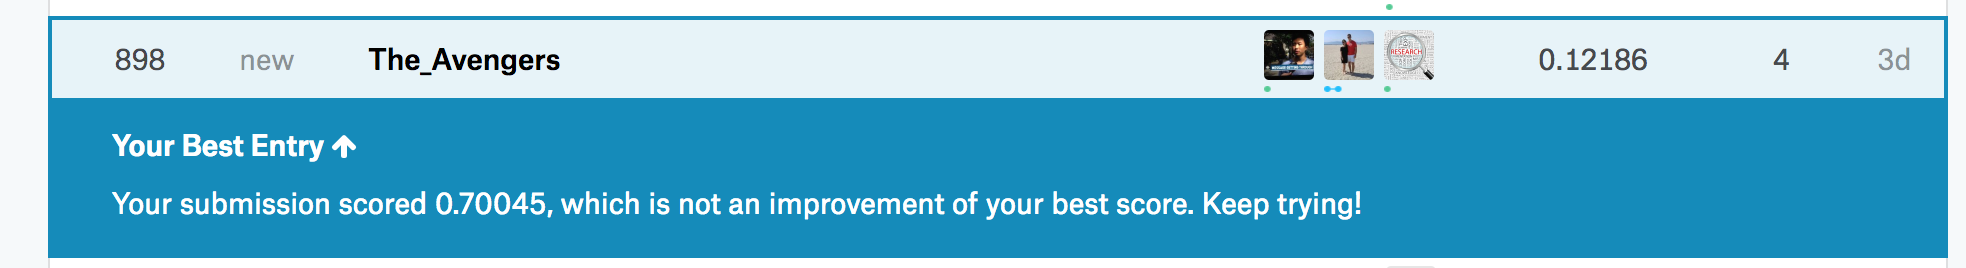 898 new The_Avengers RESEARCH 0.12186 4 3d
Your Best Entry
Your submission scored 0.70045, which is not an improvement of your best score. Keep trying!